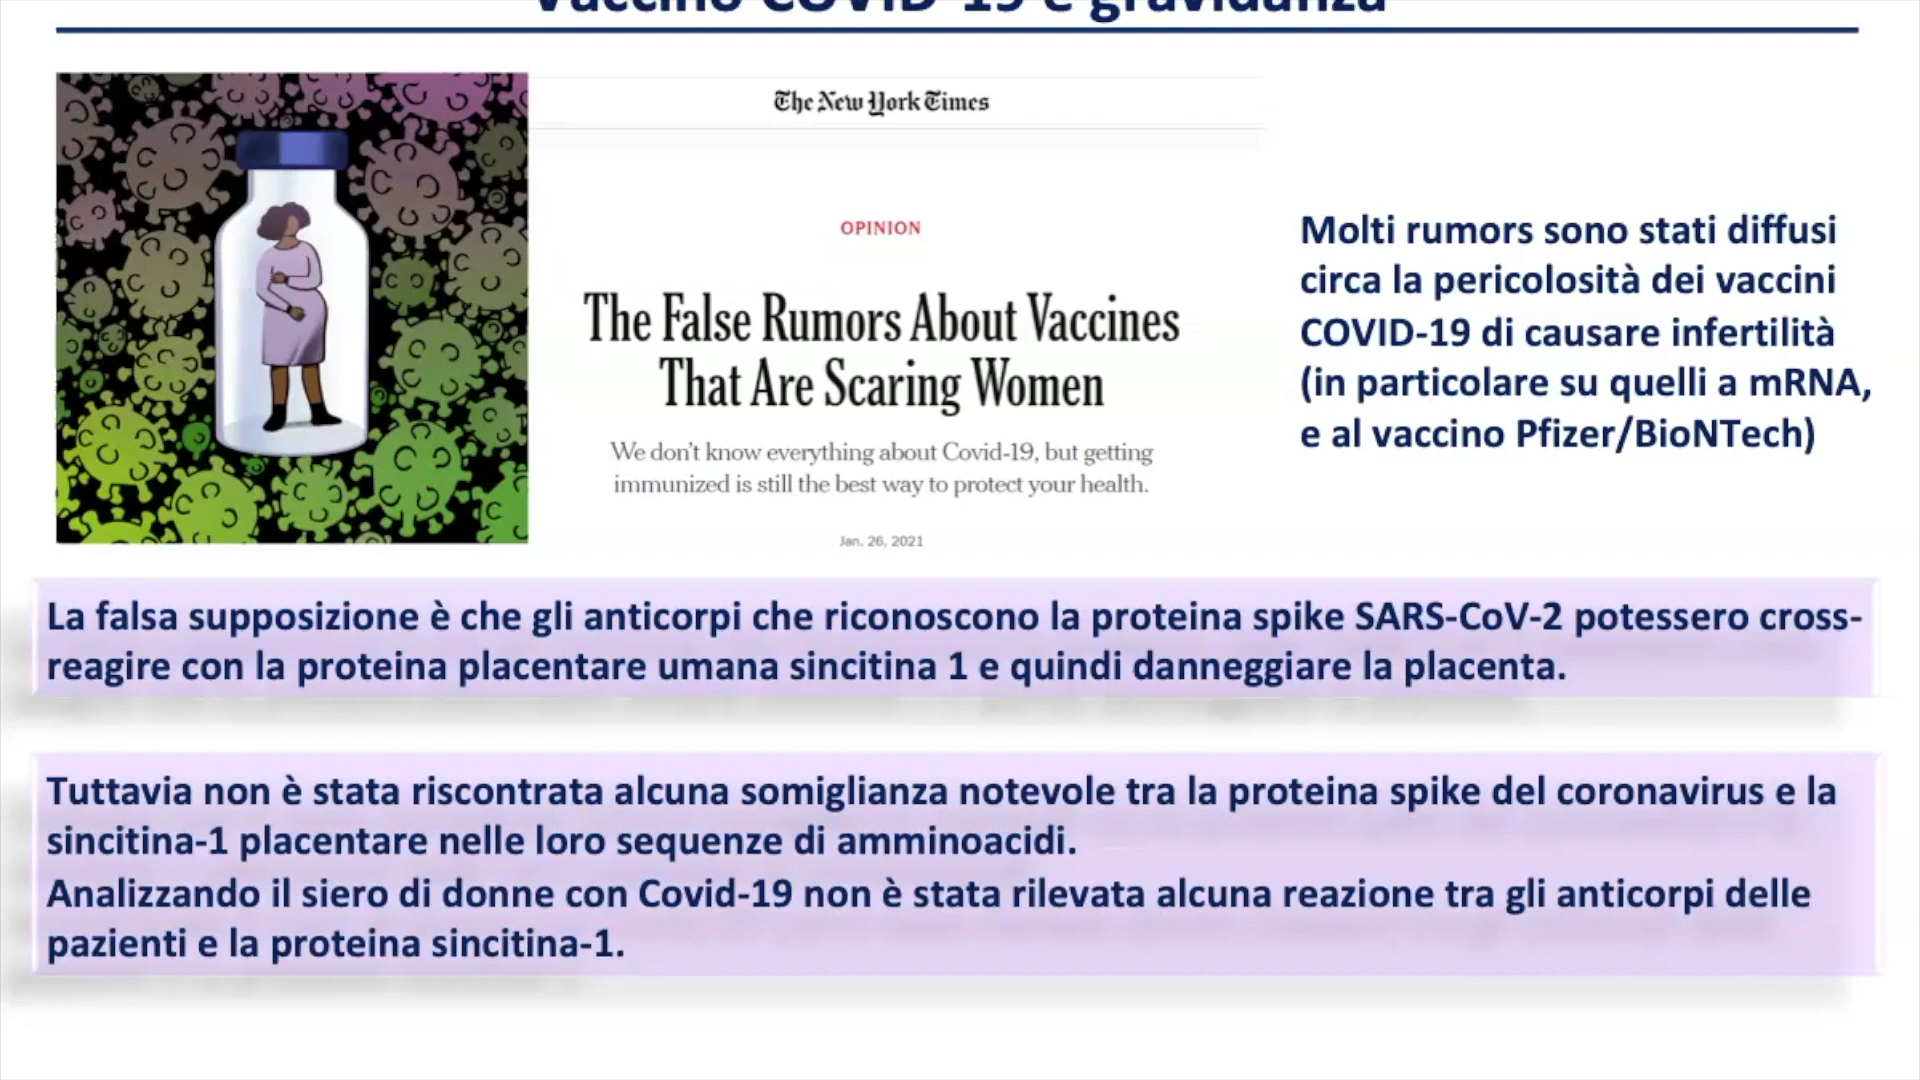 Vaccino COVID-19 e gravidanza
The New York Times
OPINION
The False Rumors About Vaccines
That Are Scaring Women
We don't know everything about Covid-19, but getting
immunized is still the best way to protect your health.
Jan. 26, 2021
Molti rumors sono stati diffusi
circa la pericolosità dei vaccini
COVID-19 di causare infertilità
(in particolare su quelli a mRNA,
e al vaccino Pfizer/BioNTech)
La falsa supposizione è che gli anticorpi che riconoscono la proteina spike SARS-CoV-2 potessero cross-
reagire con la proteina placentare umana sincitina 1 e quindi danneggiare la placenta.
Tuttavia non è stata riscontrata alcuna somiglianza notevole tra la proteina spike del coronavirus e la
sincitina-1 placentare nelle loro sequenze di amminoacidi.
Analizzando il siero di donne con Covid-19 non è stata rilevata alcuna reazione tra gli anticorpi delle
pazienti e la proteina sincitina-1.